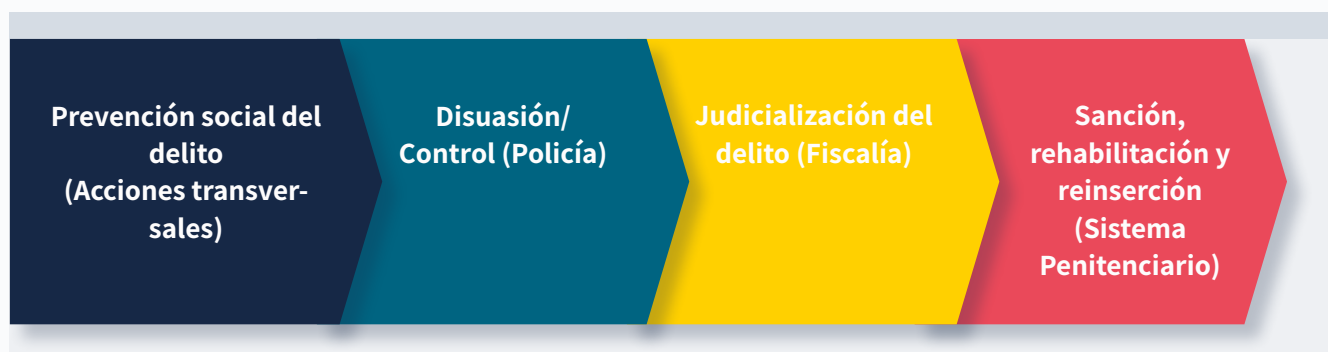 Prevención social del
delito
(Acciones transver-
sales)
Disuasión/
Control (Policía)
Judicialización del
delito (Fiscalía)
Sanción,
rehabilitación y
reinserción
(Sistema
Penitenciario)